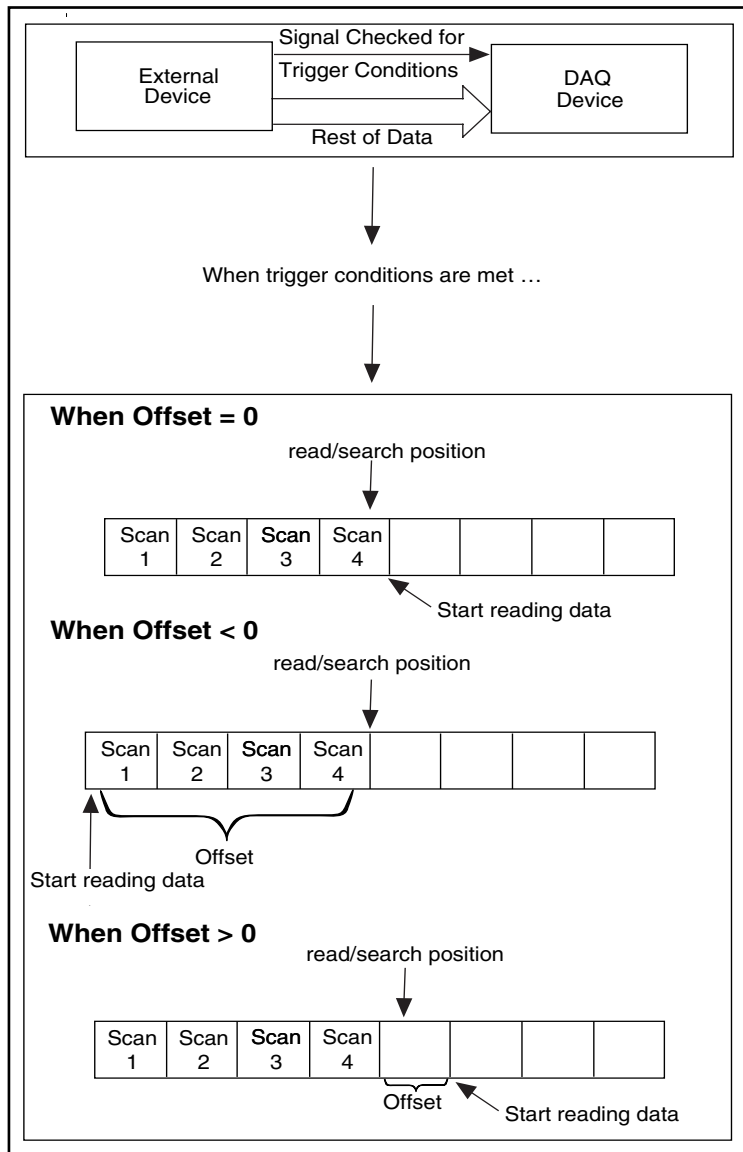 Signal Checked for
Trigger Conditions
External
Device
DAQ
Device
Rest of Data
When trigger conditions are met …
When Offset = 0
read/search position
Scan Scan Scan Scan
1 2 3 4
Start reading data
When Offset < 0
read/search position
Scan Scan Scan Scan
1 2 3 4
Offset
Start reading data
When Offset > 0
read/search position
Scan Scan Scan Scan
1 2 3 4
Offset
Start reading data